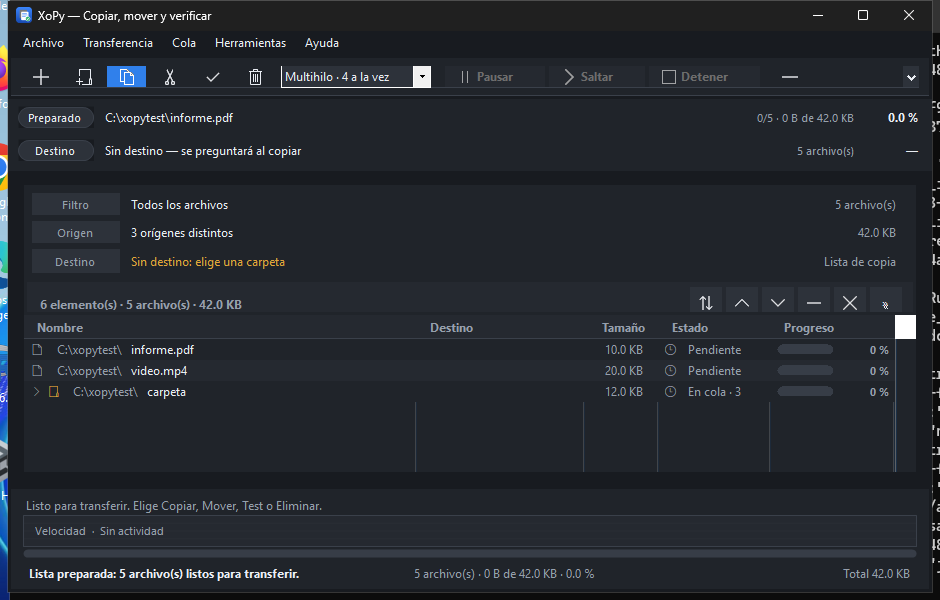 XoPy — Copiar, mover y verificar
Archivo Transferencia Cola Herramientas Ayuda
Multihilo · 4 a la vez Pausar Saltar Detener
Preparado C:\xopytest\informe.pdf 0/5 · 0 B de 42.0 KB 0.0 %
Destino Sin destino — se preguntará al copiar 5 archivo(s) —
Filtro Todos los archivos 5 archivo(s)
Origen 3 orígenes distintos 42.0 KB
Destino Sin destino: elige una carpeta Lista de copia
6 elemento(s) · 5 archivo(s) · 42.0 KB
Nombre Destino Tamaño Estado Progreso
C:\xopytest\ informe.pdf 10.0 KB Pendiente 0 %
C:\xopytest\ video.mp4 20.0 KB Pendiente 0 %
C:\xopytest\ carpeta 12.0 KB En cola · 3 0 %
Listo para transferir. Elige Copiar, Mover, Test o Eliminar.
Velocidad · Sin actividad
Lista preparada: 5 archivo(s) listos para transferir. 5 archivo(s) · 0 B de 42.0 KB · 0.0 % Total 42.0 KB